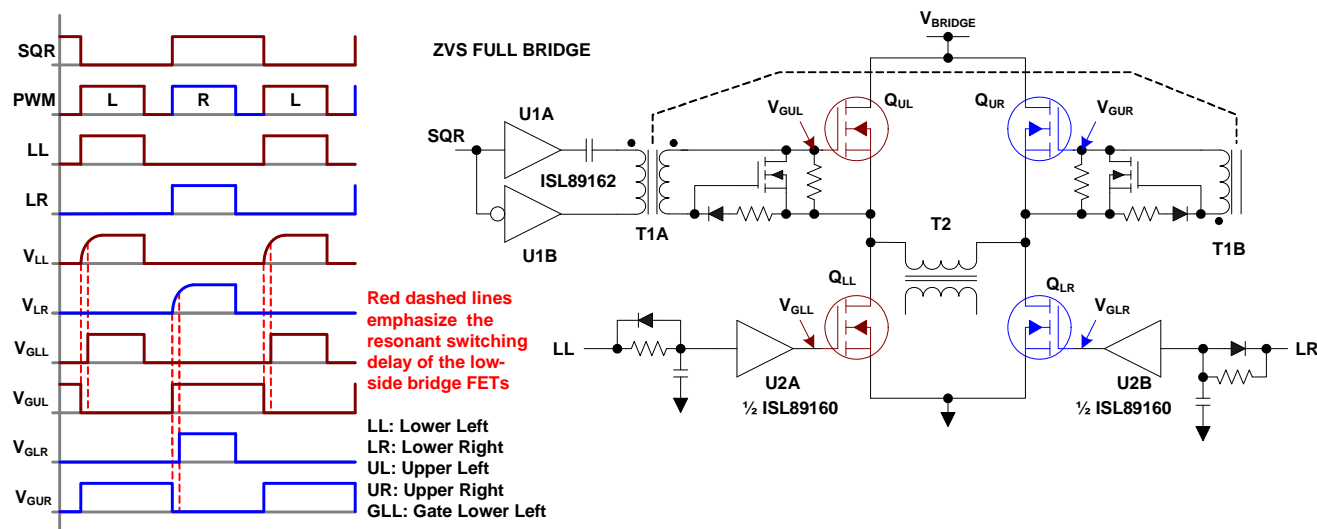 SQR
PWM
L
R
L
LL
LR
VLL
VLR
VGLL
VGUL
VGLR
VGUR
Red dashed lines
emphasize the
resonant switching
delay of the low-
side bridge FETs
LL: Lower Left
LR: Lower Right
UL: Upper Left
UR: Upper Right
GLL: Gate Lower Left
ZVS FULL BRIDGE
VBRIDGE
SQR
U1A
ISL89162
U1B
T1A
VGUL
QUL
QUR
VGUR
T1B
T2
QLL
QLR
VGLL
VGLR
LL
U2A
½ ISL89160
U2B
½ ISL89160
LR